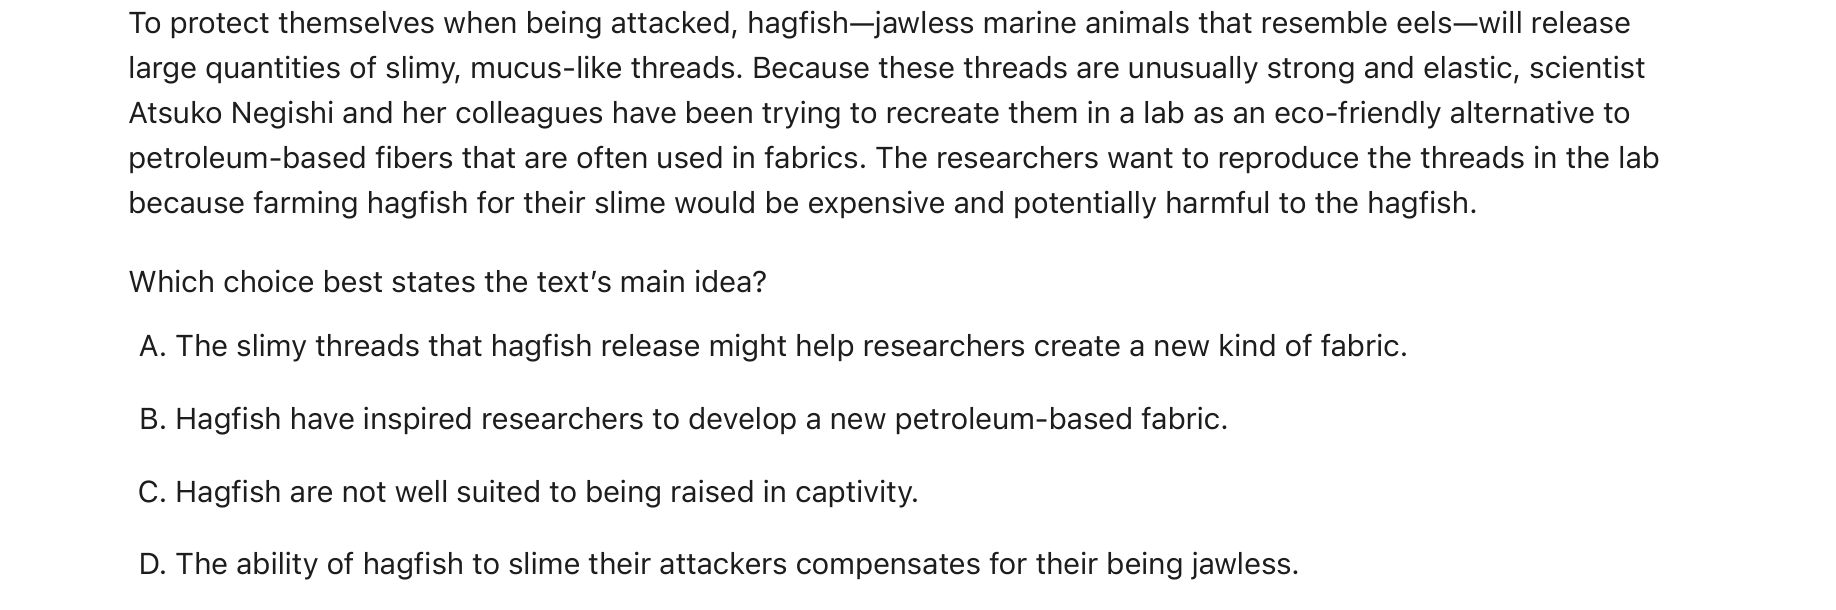 To protect themselves when being attacked, hagfish—jawless marine animals that resemble eels—will release
large quantities of slimy, mucus-like threads. Because these threads are unusually strong and elastic, scientist
Atsuko Negishi and her colleagues have been trying to recreate them in a lab as an eco-friendly alternative to
petroleum-based fibers that are often used in fabrics. The researchers want to reproduce the threads in the lab
because farming hagfish for their slime would be expensive and potentially harmful to the hagfish.
Which choice best states the text’s main idea?
A. The slimy threads that hagfish release might help researchers create a new kind of fabric.
B. Hagfish have inspired researchers to develop a new petroleum-based fabric.
C. Hagfish are not well suited to being raised in captivity.
D. The ability of hagfish to slime their attackers compensates for their being jawless.